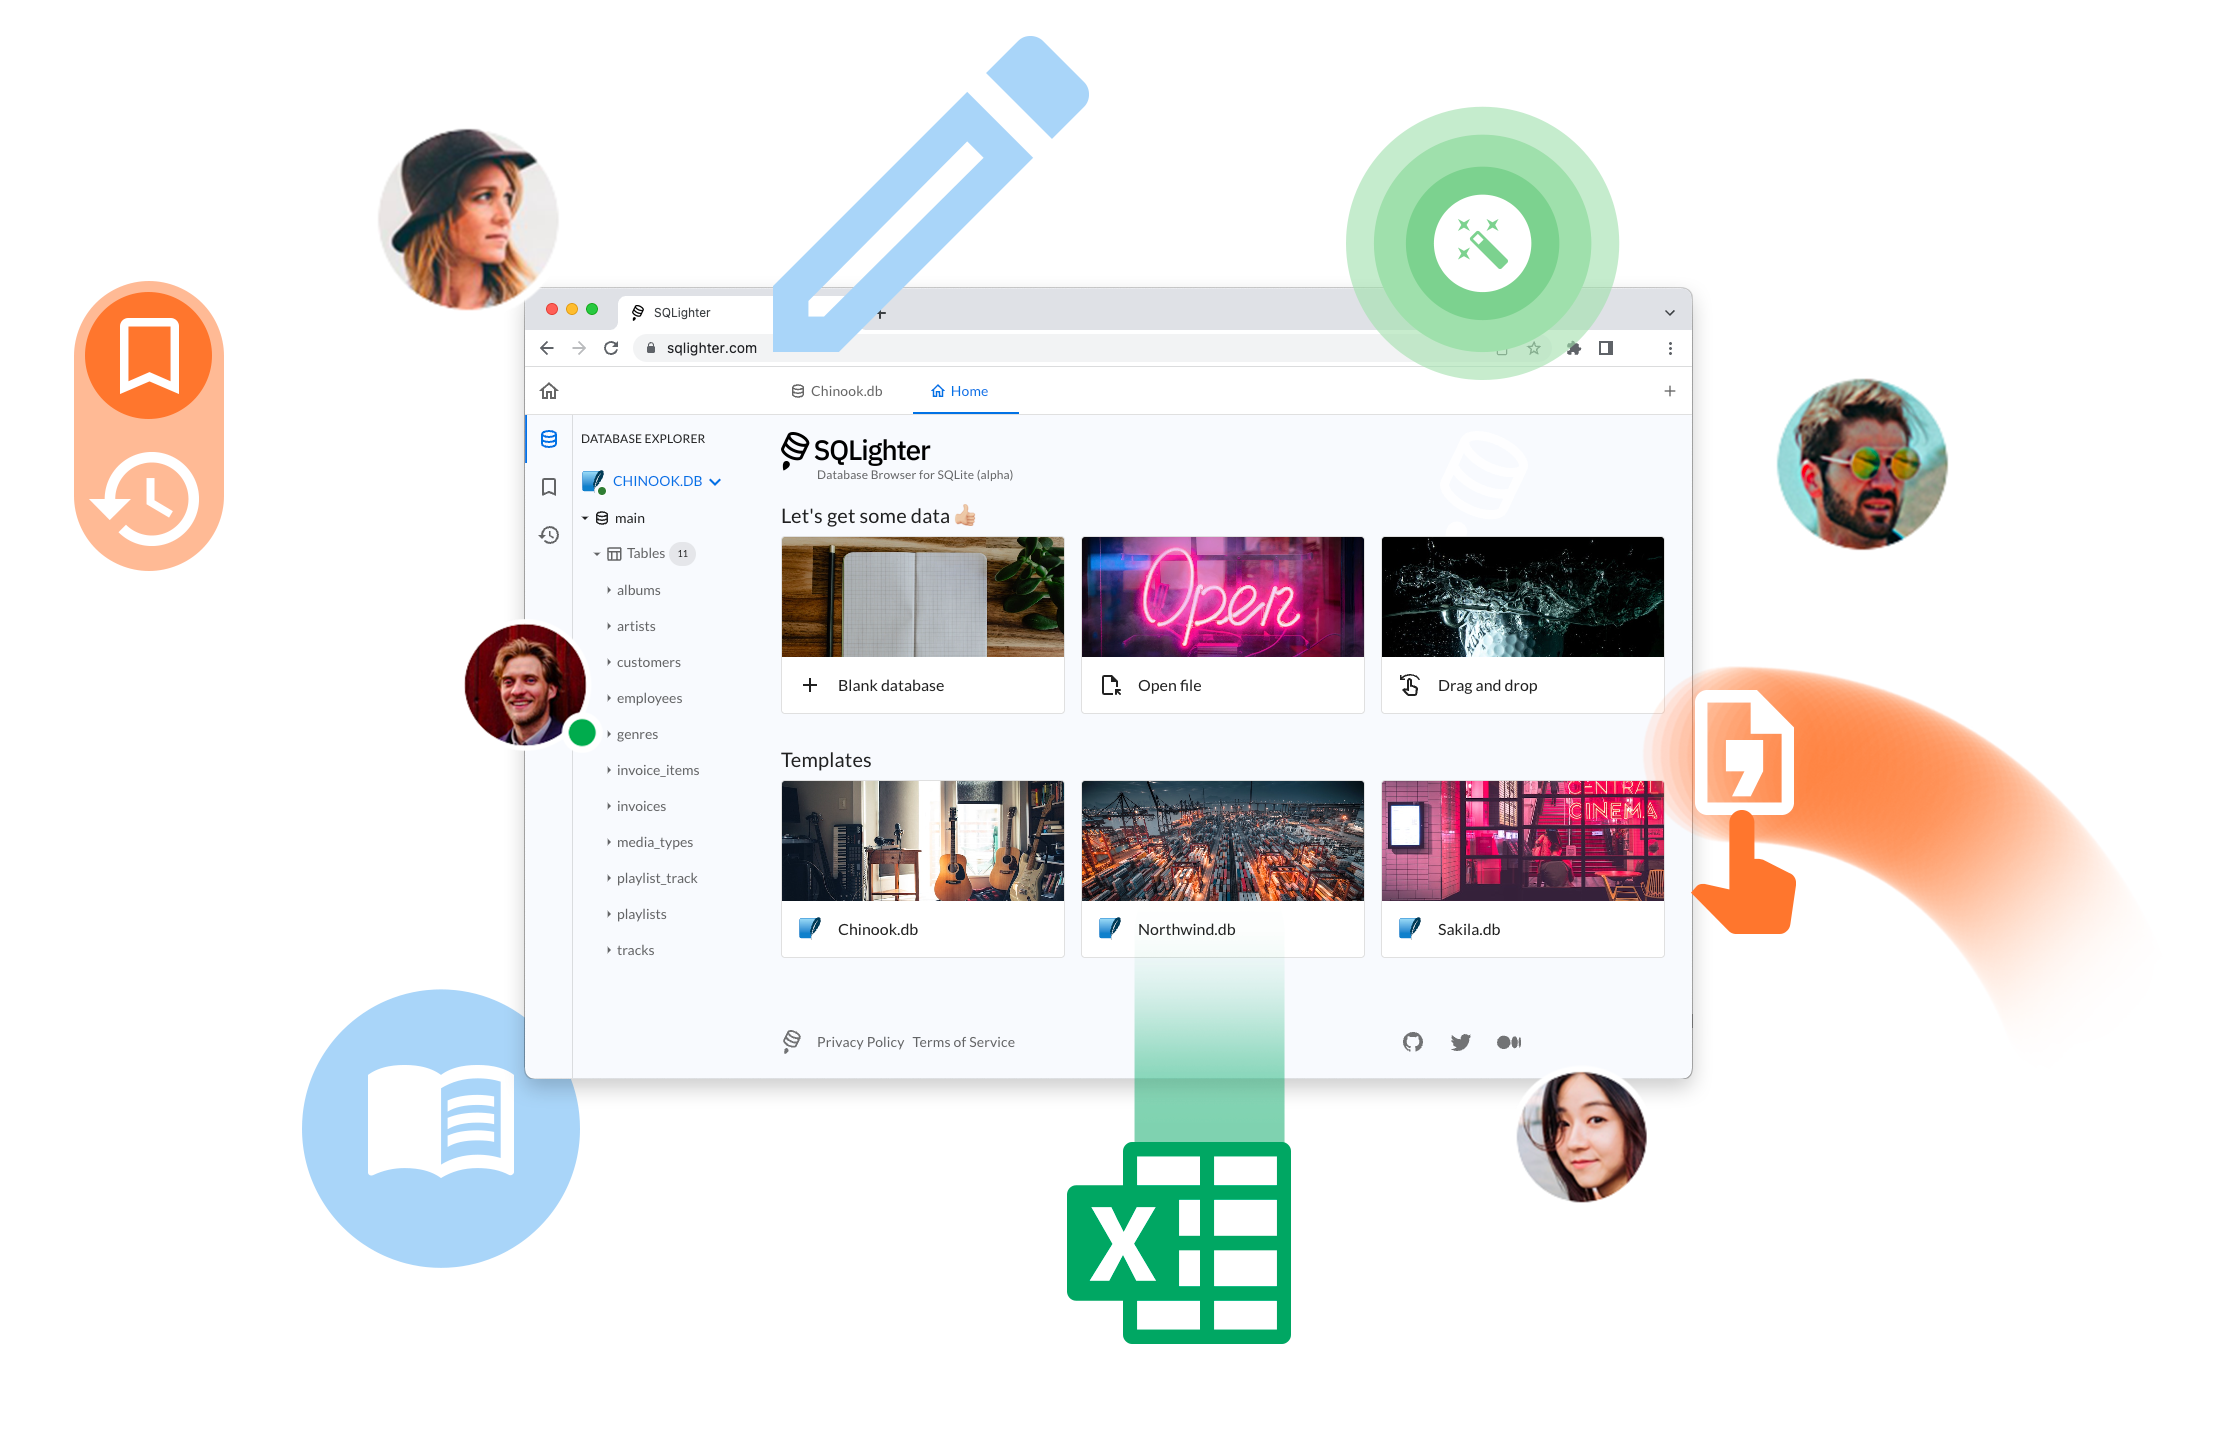 SQLighter
sqlighter.com
Chinook.db
Home
DATABASE EXPLORER
CHINOOK.DB
main
Tables 11
albums
artists
customers
employees
genres
invoice_items
invoices
media_types
playlist_track
playlists
tracks
SQLighter
Database Browser for SQLite (alpha)
Let's get some data 👍🏼
Open
Blank database
Open file
Drag and drop
Templates
CENTRAL
CINEMA
Chinook.db
Northwind.db
Sakila.db
Privacy Policy Terms of Service
X